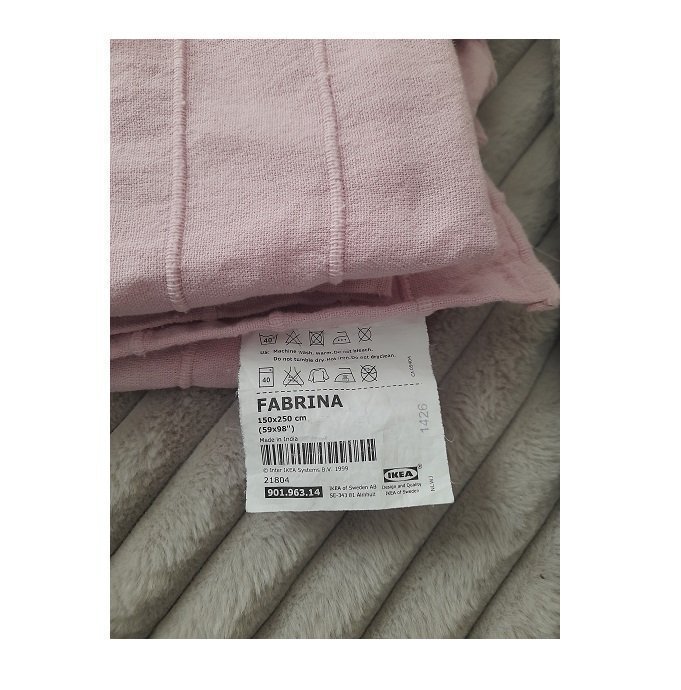 40
US: Machine wash, warm. Do not bleach.
Do not tumble dry. Hot iron. Do not dryclean.
40
FABRINA
150x250 cm
(59x98")
Made in India
© Inter IKEA Systems B.V. 1999
21804
901.963.14
IKEA of Sweden AB
SE-343 81 Älmhult
IKEA®
Design and Quality
IKEA of Sweden
1426